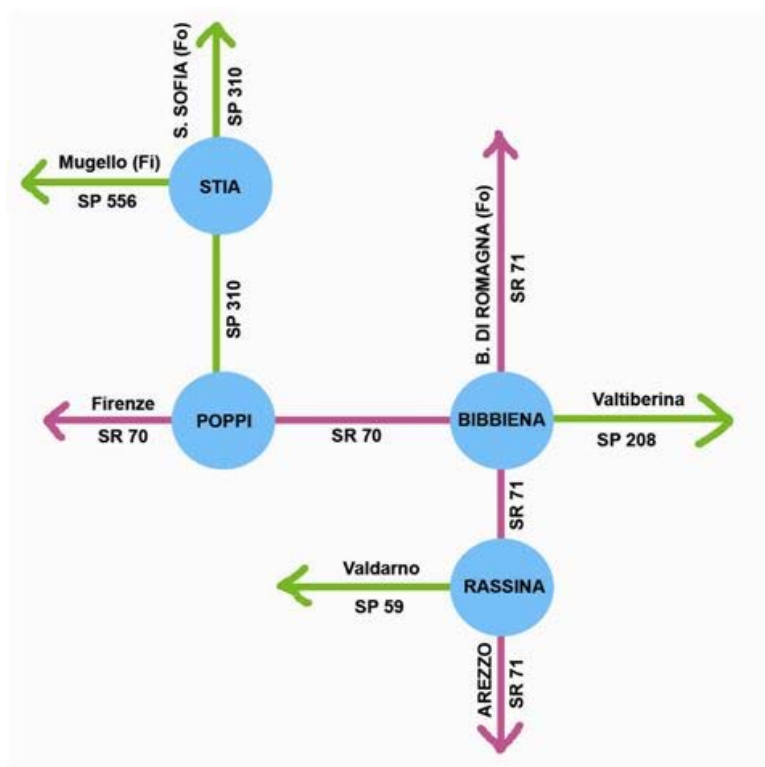 S. SOFIA (Fo)
SP 310
Mugello (Fi)
SP 556
STIA
SP 310
B. DI ROMAGNA (Fo)
SR 71
Firenze
SR 70
POPPI
SR 70
BIBBIENA
Valtiberina
SP 208
SR 71
Valdarno
SP 59
RASSINA
AREZZO
SR 71